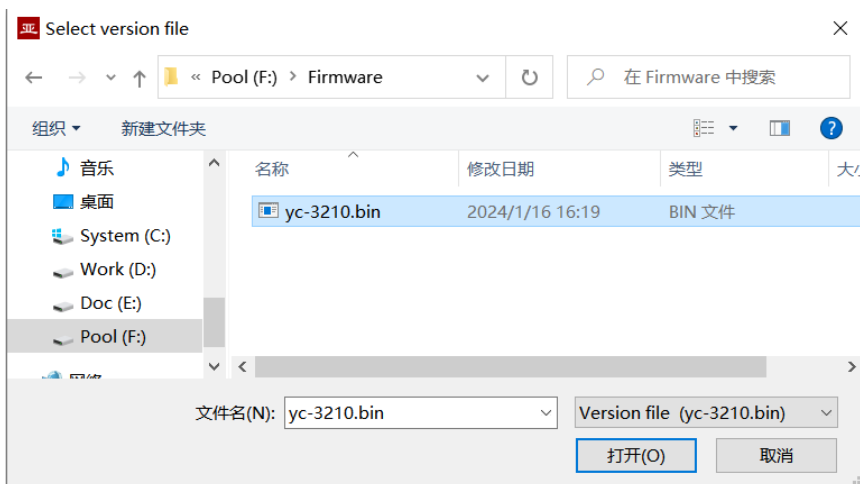 亚 Select version file
« Pool (F:) > Firmware
在 Firmware 中搜索
组织 新建文件夹
?
音乐
桌面
System (C:)
Work (D:)
Doc (E:)
Pool (F:)
名称 修改日期 类型
yc-3210.bin 2024/1/16 16:19 BIN 文件
文件名(N): yc-3210.bin Version file (yc-3210.bin)
打开(O) 取消